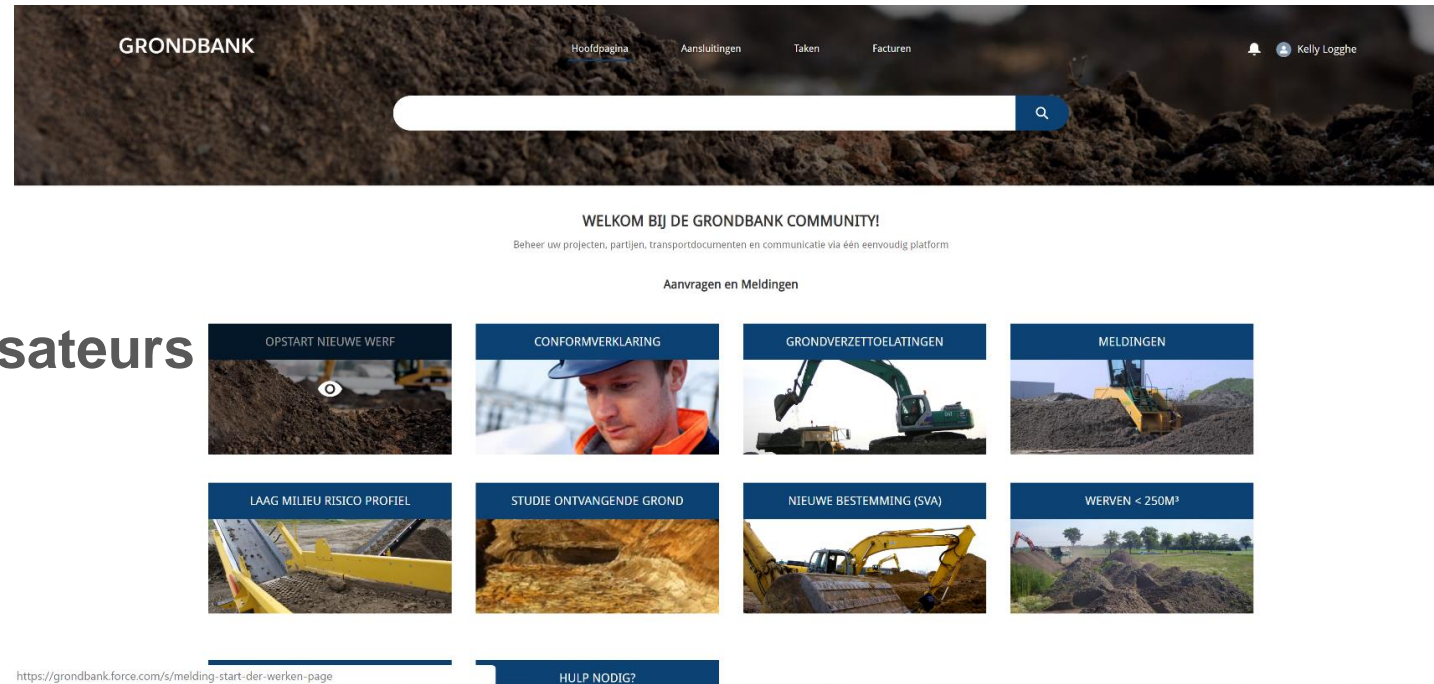 GRONDBANK
Hoofdpagina Aansluitingen Taken Facturen Kelly Logghe
WELKOM BIJ DE GRONDBANK COMMUNITY!
Beheer uw projecten, partijen, transportdocumenten en communicatie via één eenvoudig platform
Aanvragen en Meldingen
sateurs
OPSTART NIEUWE WERF CONFORMVERKLARING GRONDVERZETTOELATINGEN MELDINGEN
LAAG MILIEU RISICO PROFIEL STUDIE ONTVANGENDE GROND NIEUWE BESTEMMING (SVA) WERVEN < 250M³
HULP NODIG?
https://grondbank.force.com/s/melding-start-der-werken-page